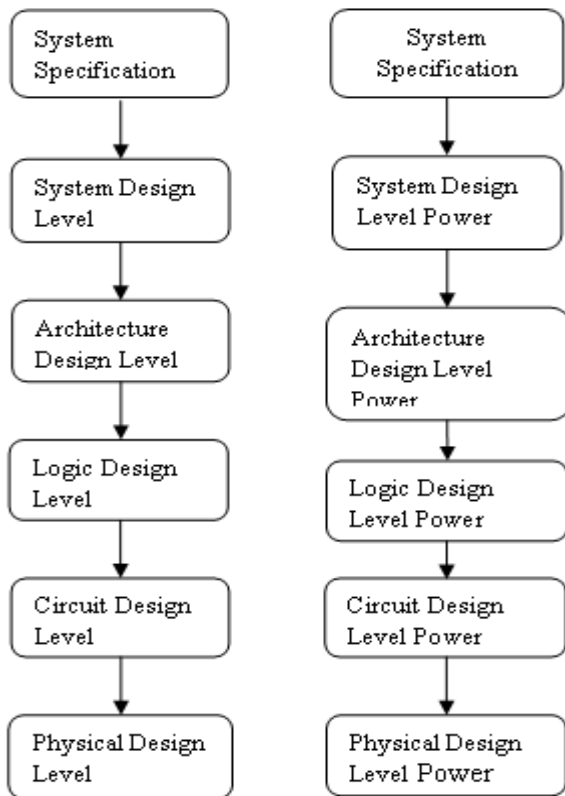 System
Specification
System Design
Level
Architecture
Design Level
Logic Design
Level
Circuit Design
Level
Physical Design
Level
System
Specification
System Design
Level Power
Architecture
Design Level
Power
Logic Design
Level Power
Circuit Design
Level Power
Physical Design
Level Power